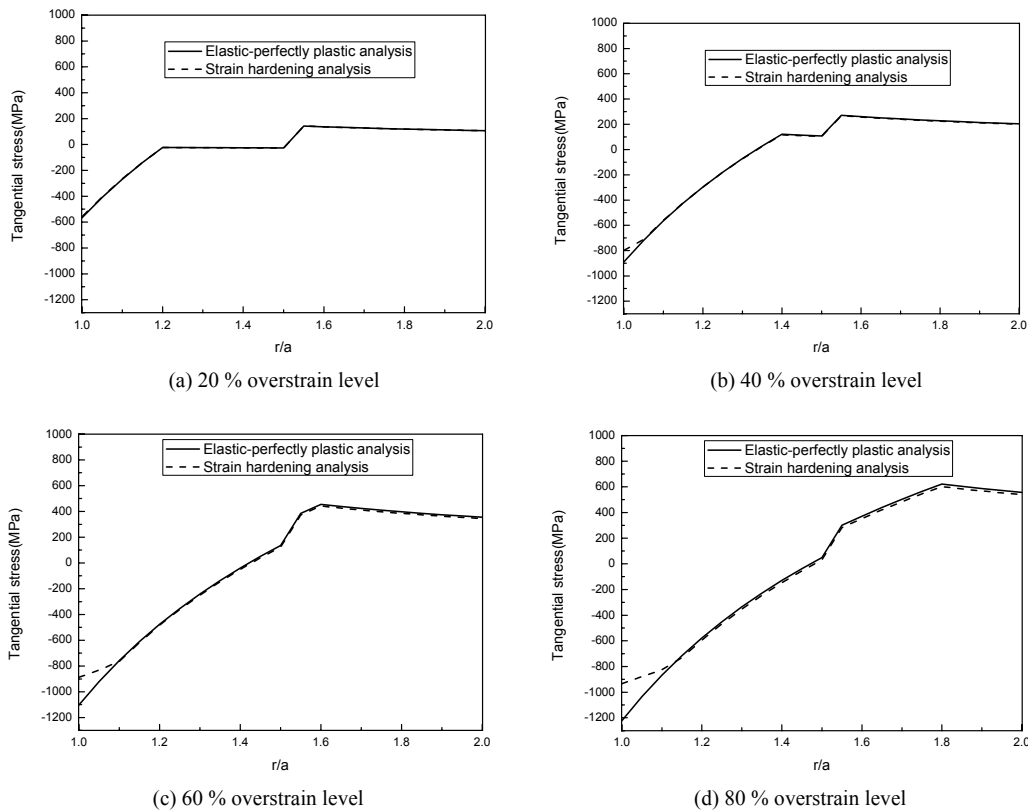 1000
800
600
400
200
0
-200
-400
-600
-800
-1000
-1200
Tangential stress(MPa)
Elastic-perfectly plastic analysis
Strain hardening analysis
1.0 1.2 1.4 1.6 1.8 2.0
r/a
(a) 20 % overstrain level
1000
800
600
400
200
0
-200
-400
-600
-800
-1000
-1200
Tangential stress(MPa)
Elastic-perfectly plastic analysis
Strain hardening analysis
1.0 1.2 1.4 1.6 1.8 2.0
r/a
(b) 40 % overstrain level
1000
800
600
400
200
0
-200
-400
-600
-800
-1000
-1200
Tangential stress(MPa)
Elastic-perfectly plastic analysis
Strain hardening analysis
1.0 1.2 1.4 1.6 1.8 2.0
r/a
(c) 60 % overstrain level
1000
800
600
400
200
0
-200
-400
-600
-800
-1000
-1200
Tangential stress(MPa)
Elastic-perfectly plastic analysis
Strain hardening analysis
1.0 1.2 1.4 1.6 1.8 2.0
r/a
(d) 80 % overstrain level